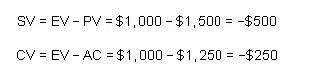 SV = EV – PV = $1,000 – $1,500 = –$500
CV = EV – AC = $1,000 – $1,250 = –$250